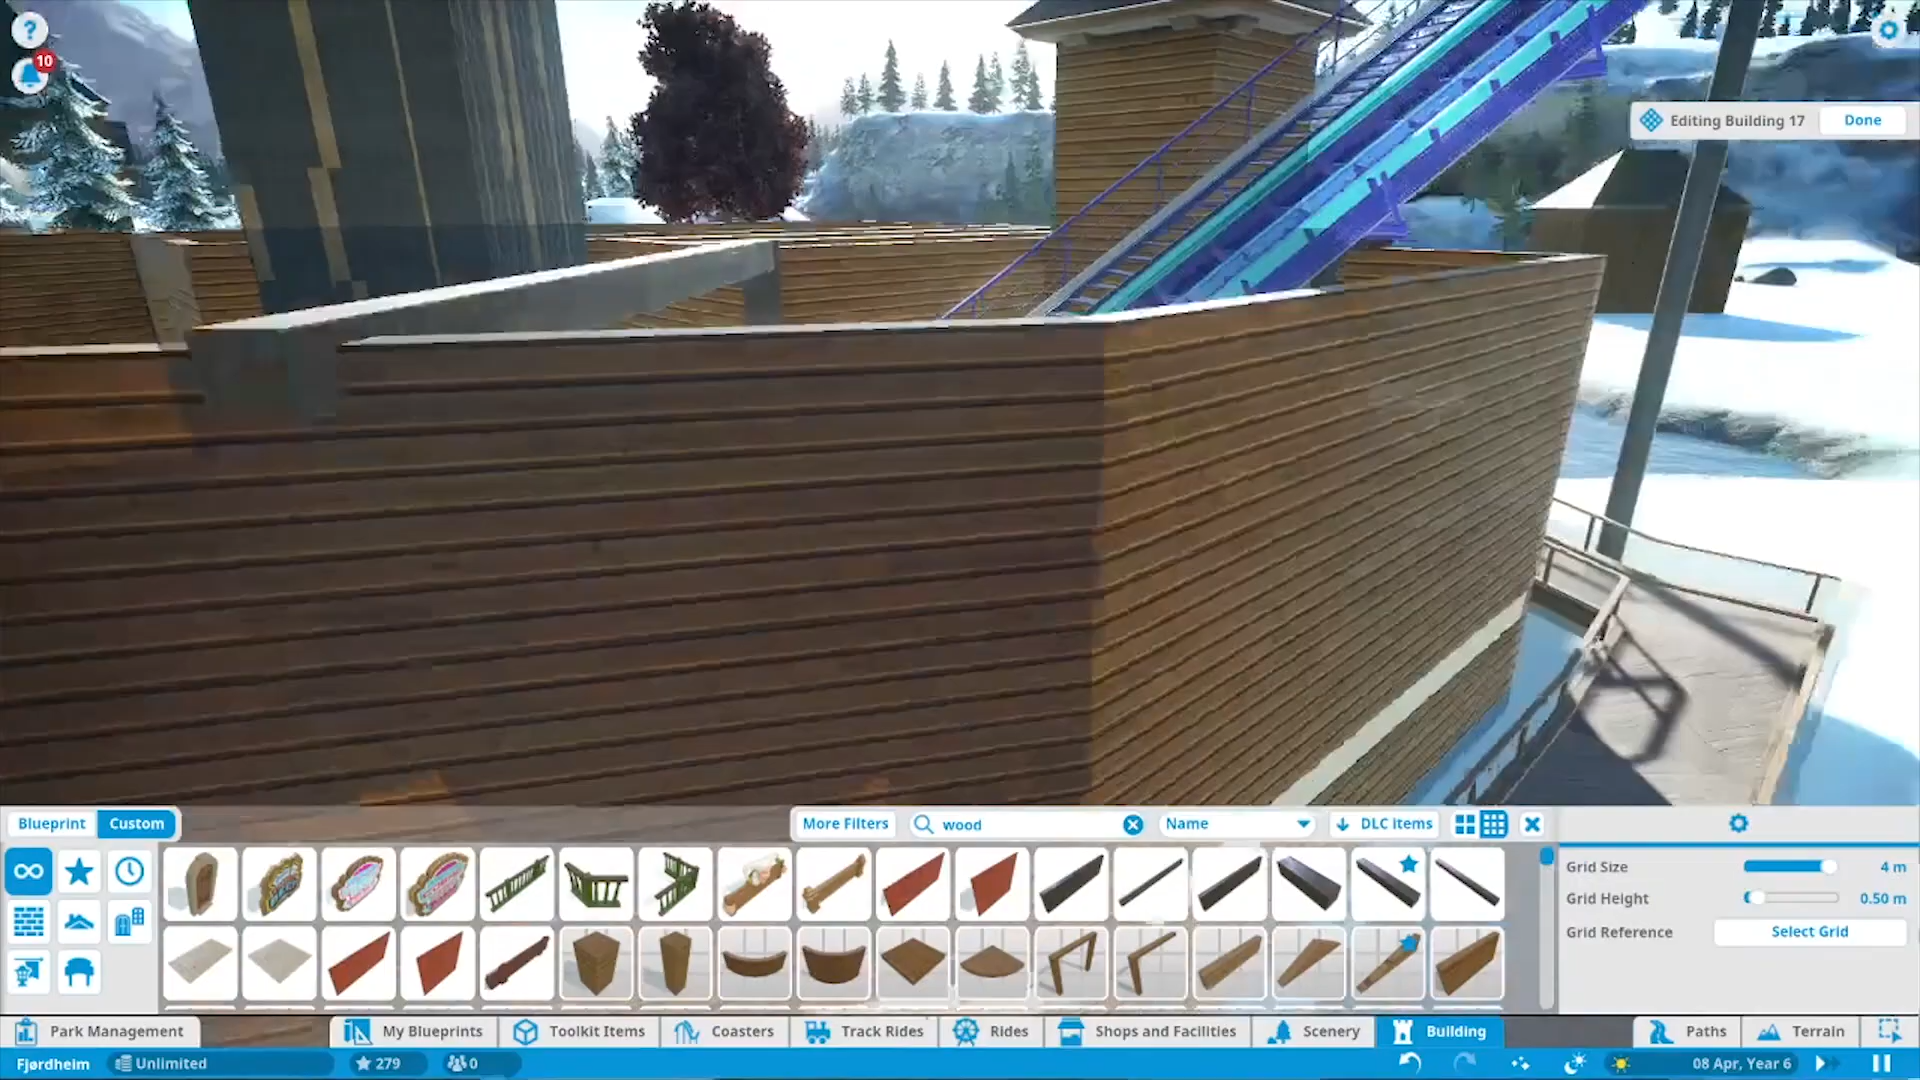 ?
10
Editing Building 17
Done
Blueprint
Custom
More Filters
wood
Name
DLC items
Grid Size
4 m
Grid Height
0.50 m
Grid Reference
Select Grid
Park Management
My Blueprints
Toolkit Items
Coasters
Track Rides
Rides
Shops and Facilities
Scenery
Building
Paths
Terrain
Fjørdheim
Unlimited
279
0
08 Apr, Year 6